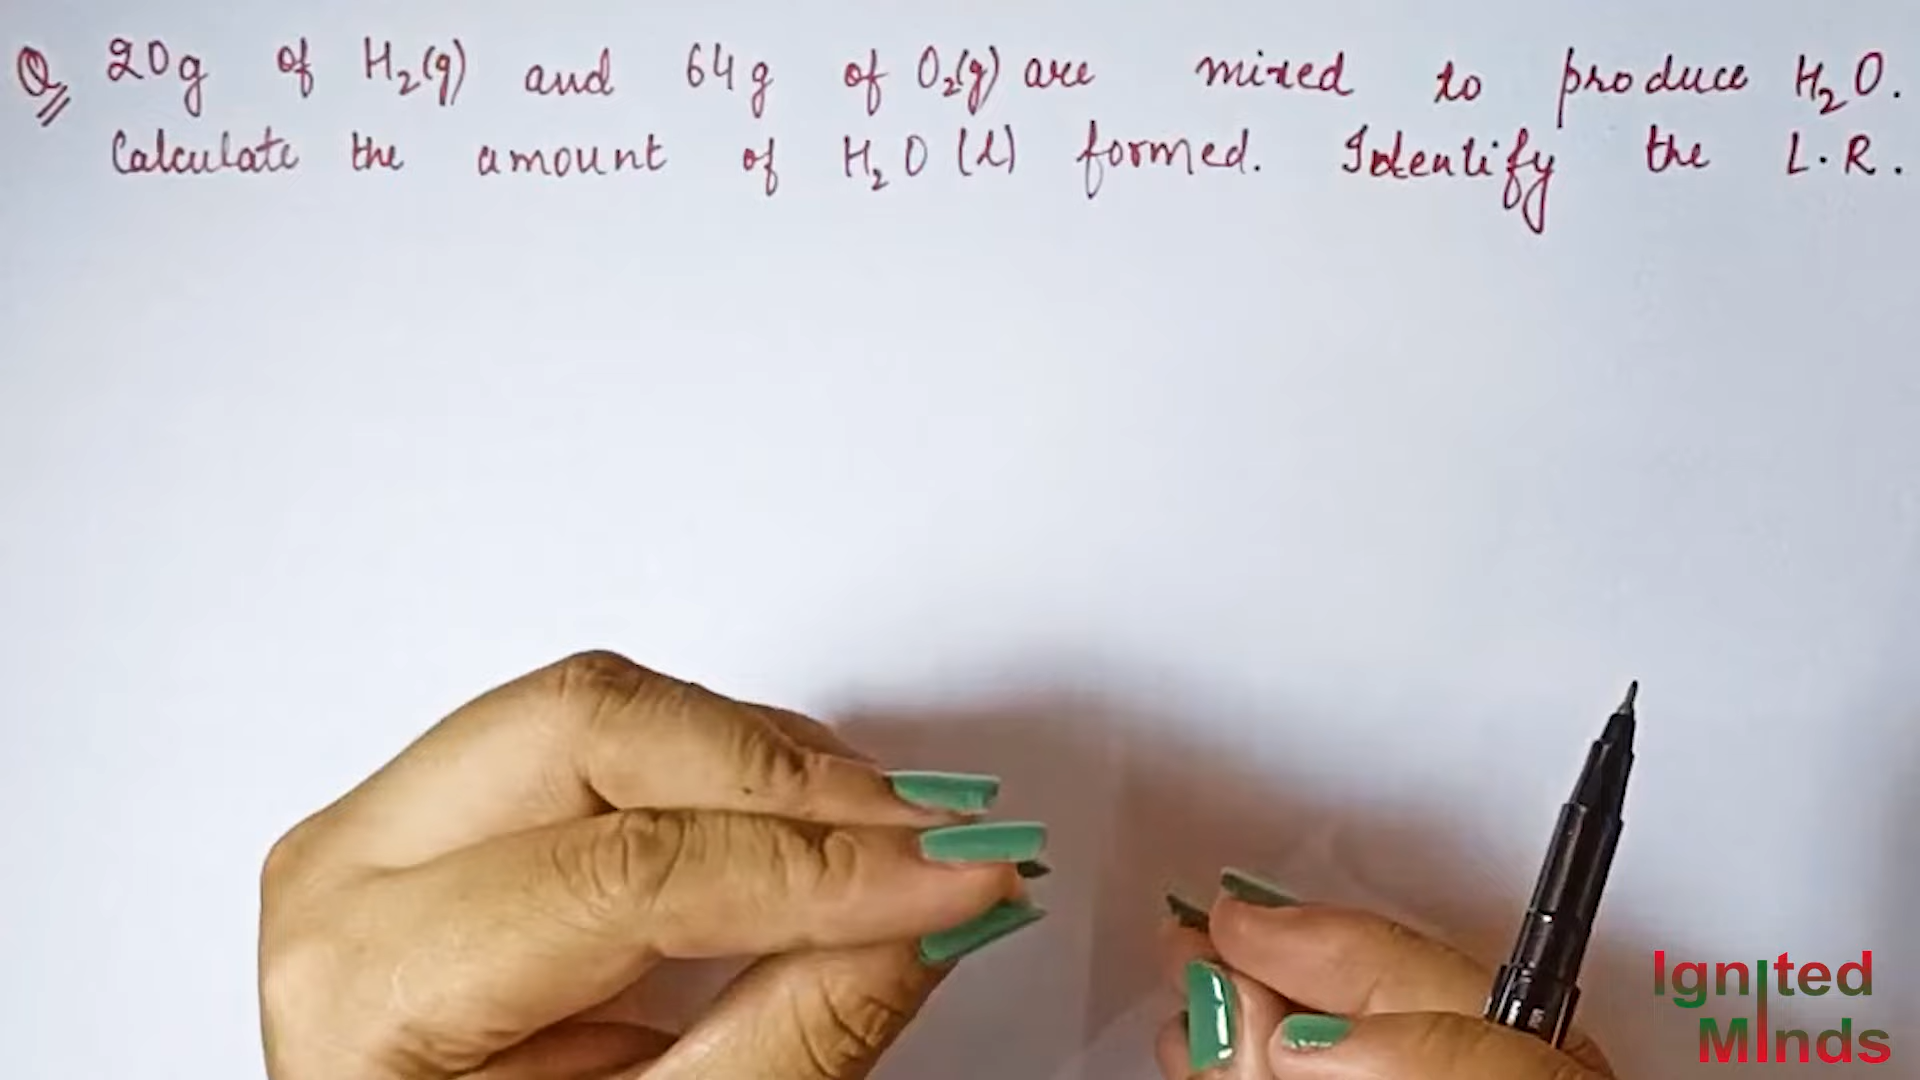 Q 20g of H₂(g) and 64g of O₂(g) are mixed to produce H₂O.
Calculate the amount of H₂O (l) formed. Identify the L.R.
Ignited
Minds